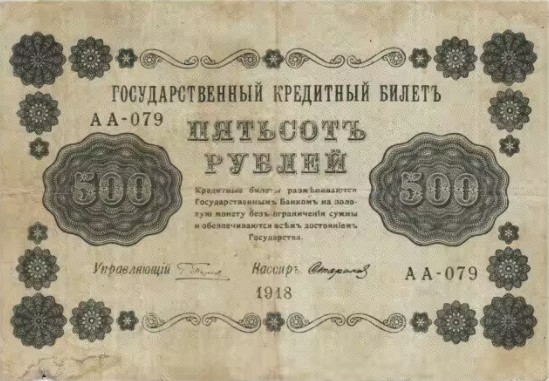 ГОСУДАРСТВЕННЫЙ КРЕДИТНЫЙ БИЛЕТЪ
АА-079
ПЯТЬСОТЪ
РУБЛЕЙ
500
500
Кредитные билеты размѣниваются
Государственнымъ Банкомъ на золо-
тую монету безъ ограниченія суммы
и обезпечиваются всѣмъ достояніемъ
Государства.
Управляющій
Кассиръ
АА-079
1918